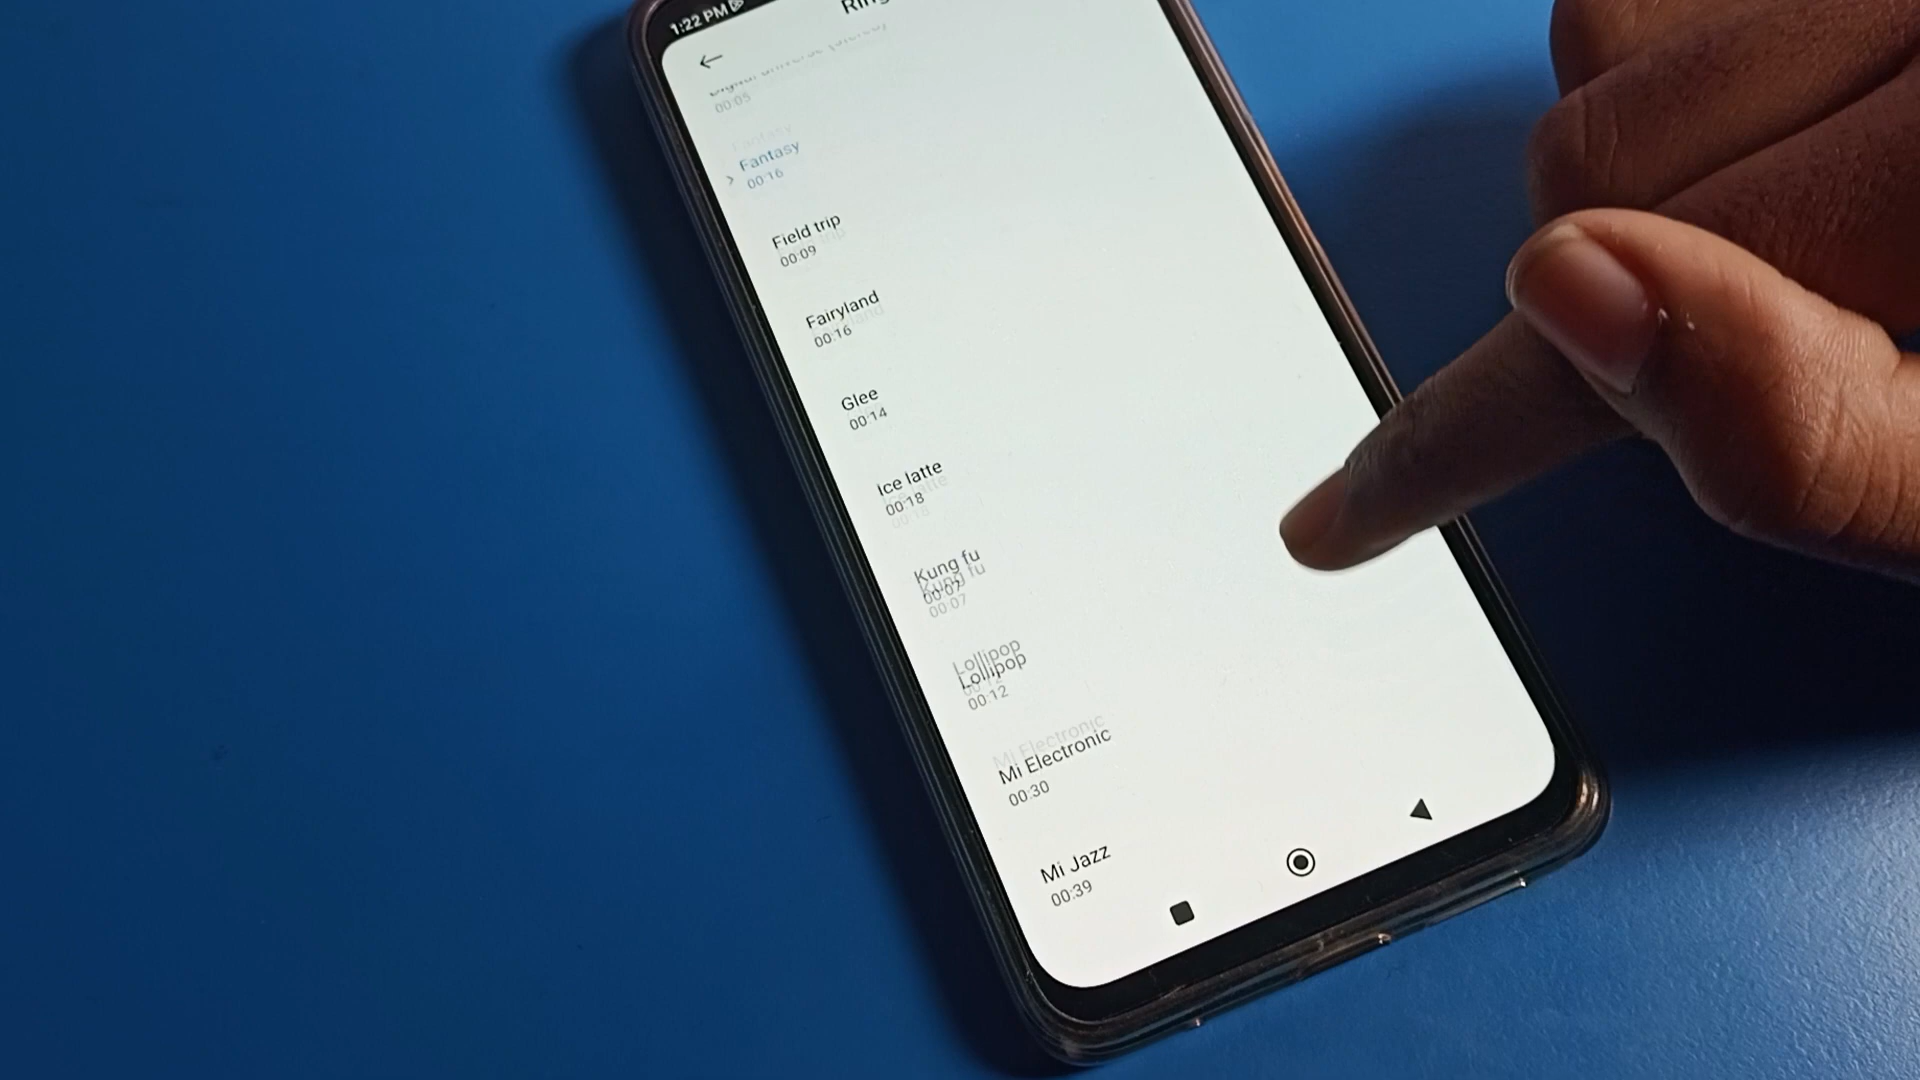 1:22 PM
Ring
00:05
Fantasy
00:16
Field trip
00:09
Fairyland
00:16
Glee
00:14
Ice latte
00:18
Kung fu
00:07
Lollipop
00:12
Mi Electronic
00:30
Mi Jazz
00:39